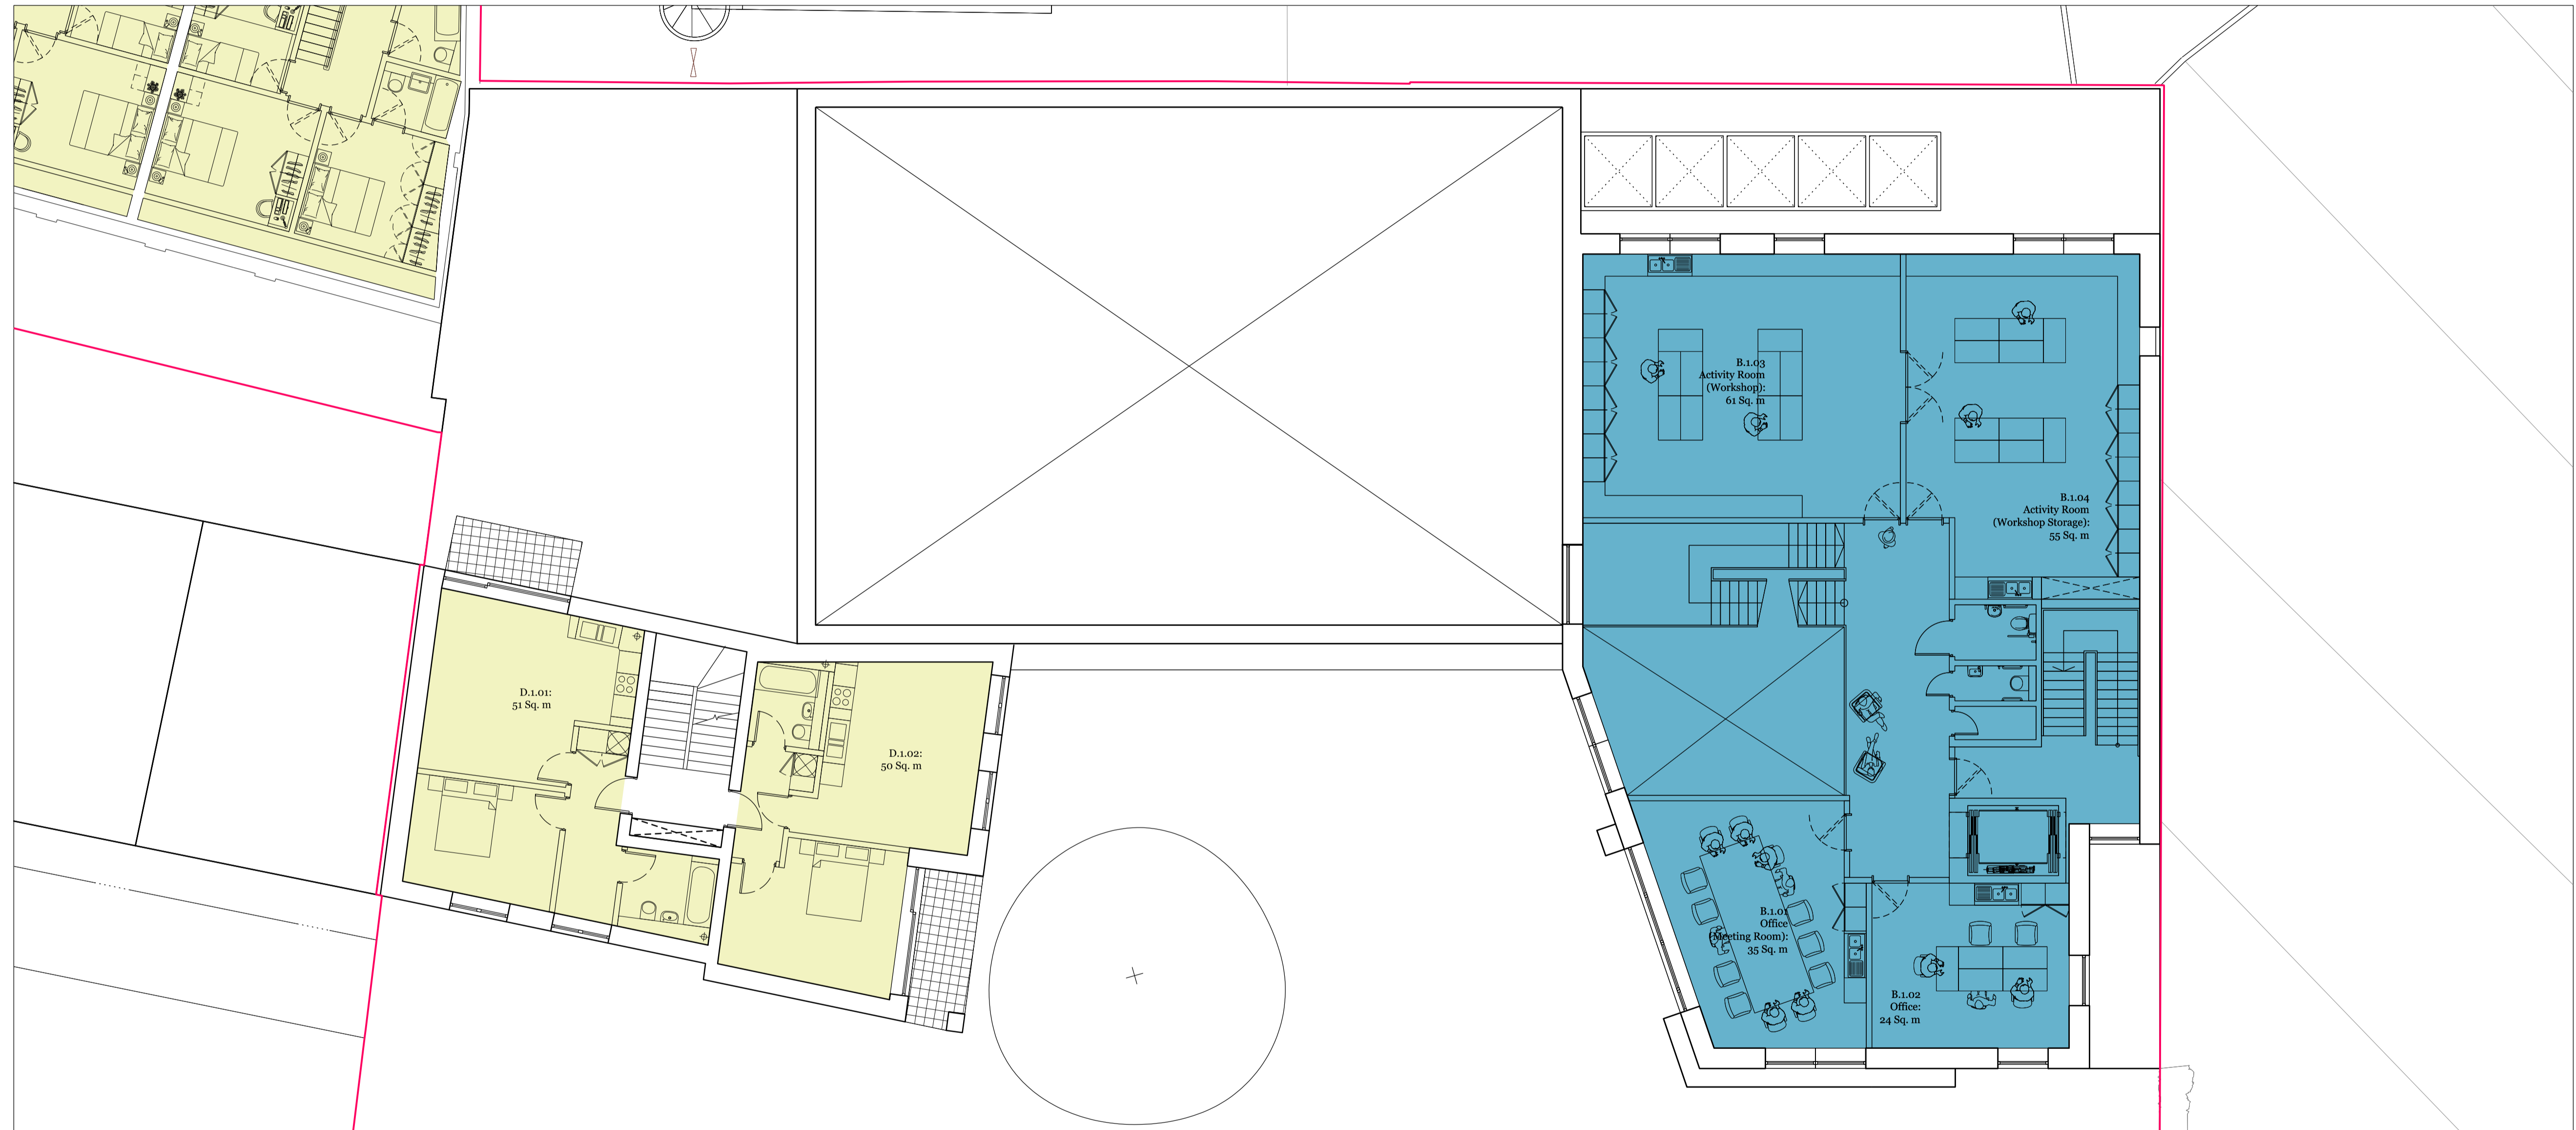 B.1.03
Activity Room
(Workshop):
61 Sq. m
B.1.04
Activity Room
(Workshop Storage):
55 Sq. m
D.1.01:
51 Sq. m
D.1.02:
50 Sq. m
B.1.01
Office
(Meeting Room):
35 Sq. m
B.1.02
Office:
24 Sq. m